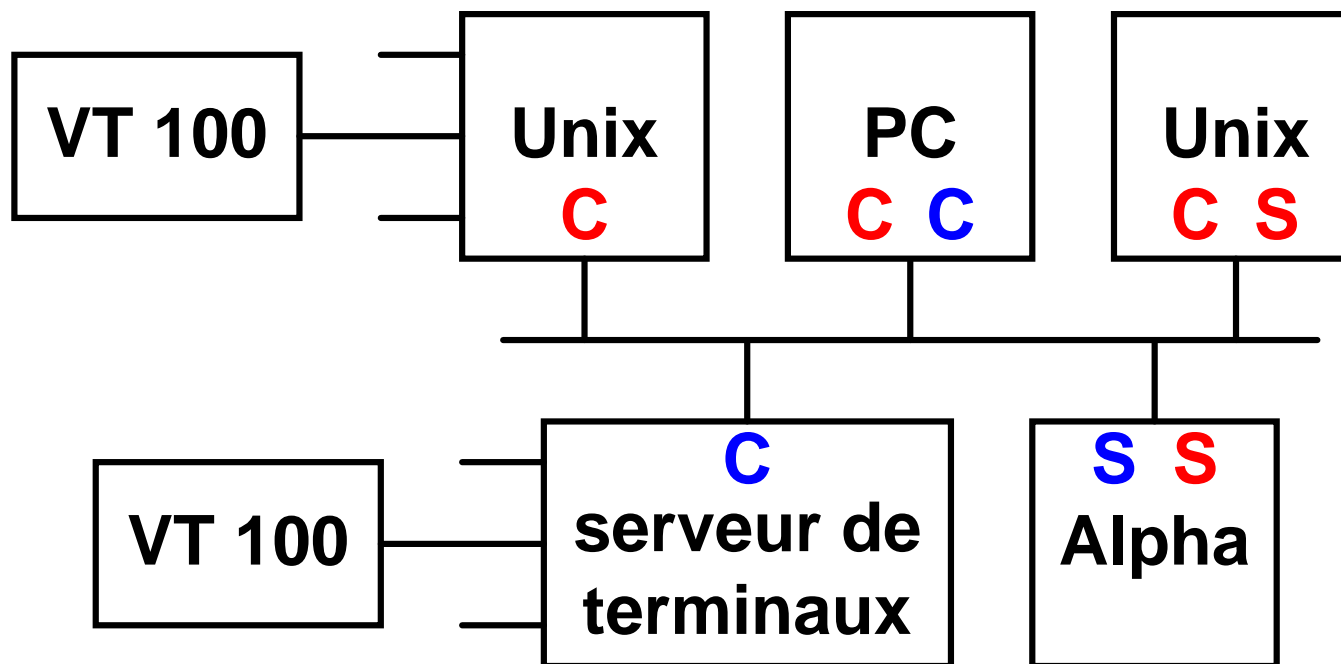 VT 100
Unix
C
PC
C C
Unix
C S
VT 100
C
serveur de
terminaux
S S
Alpha